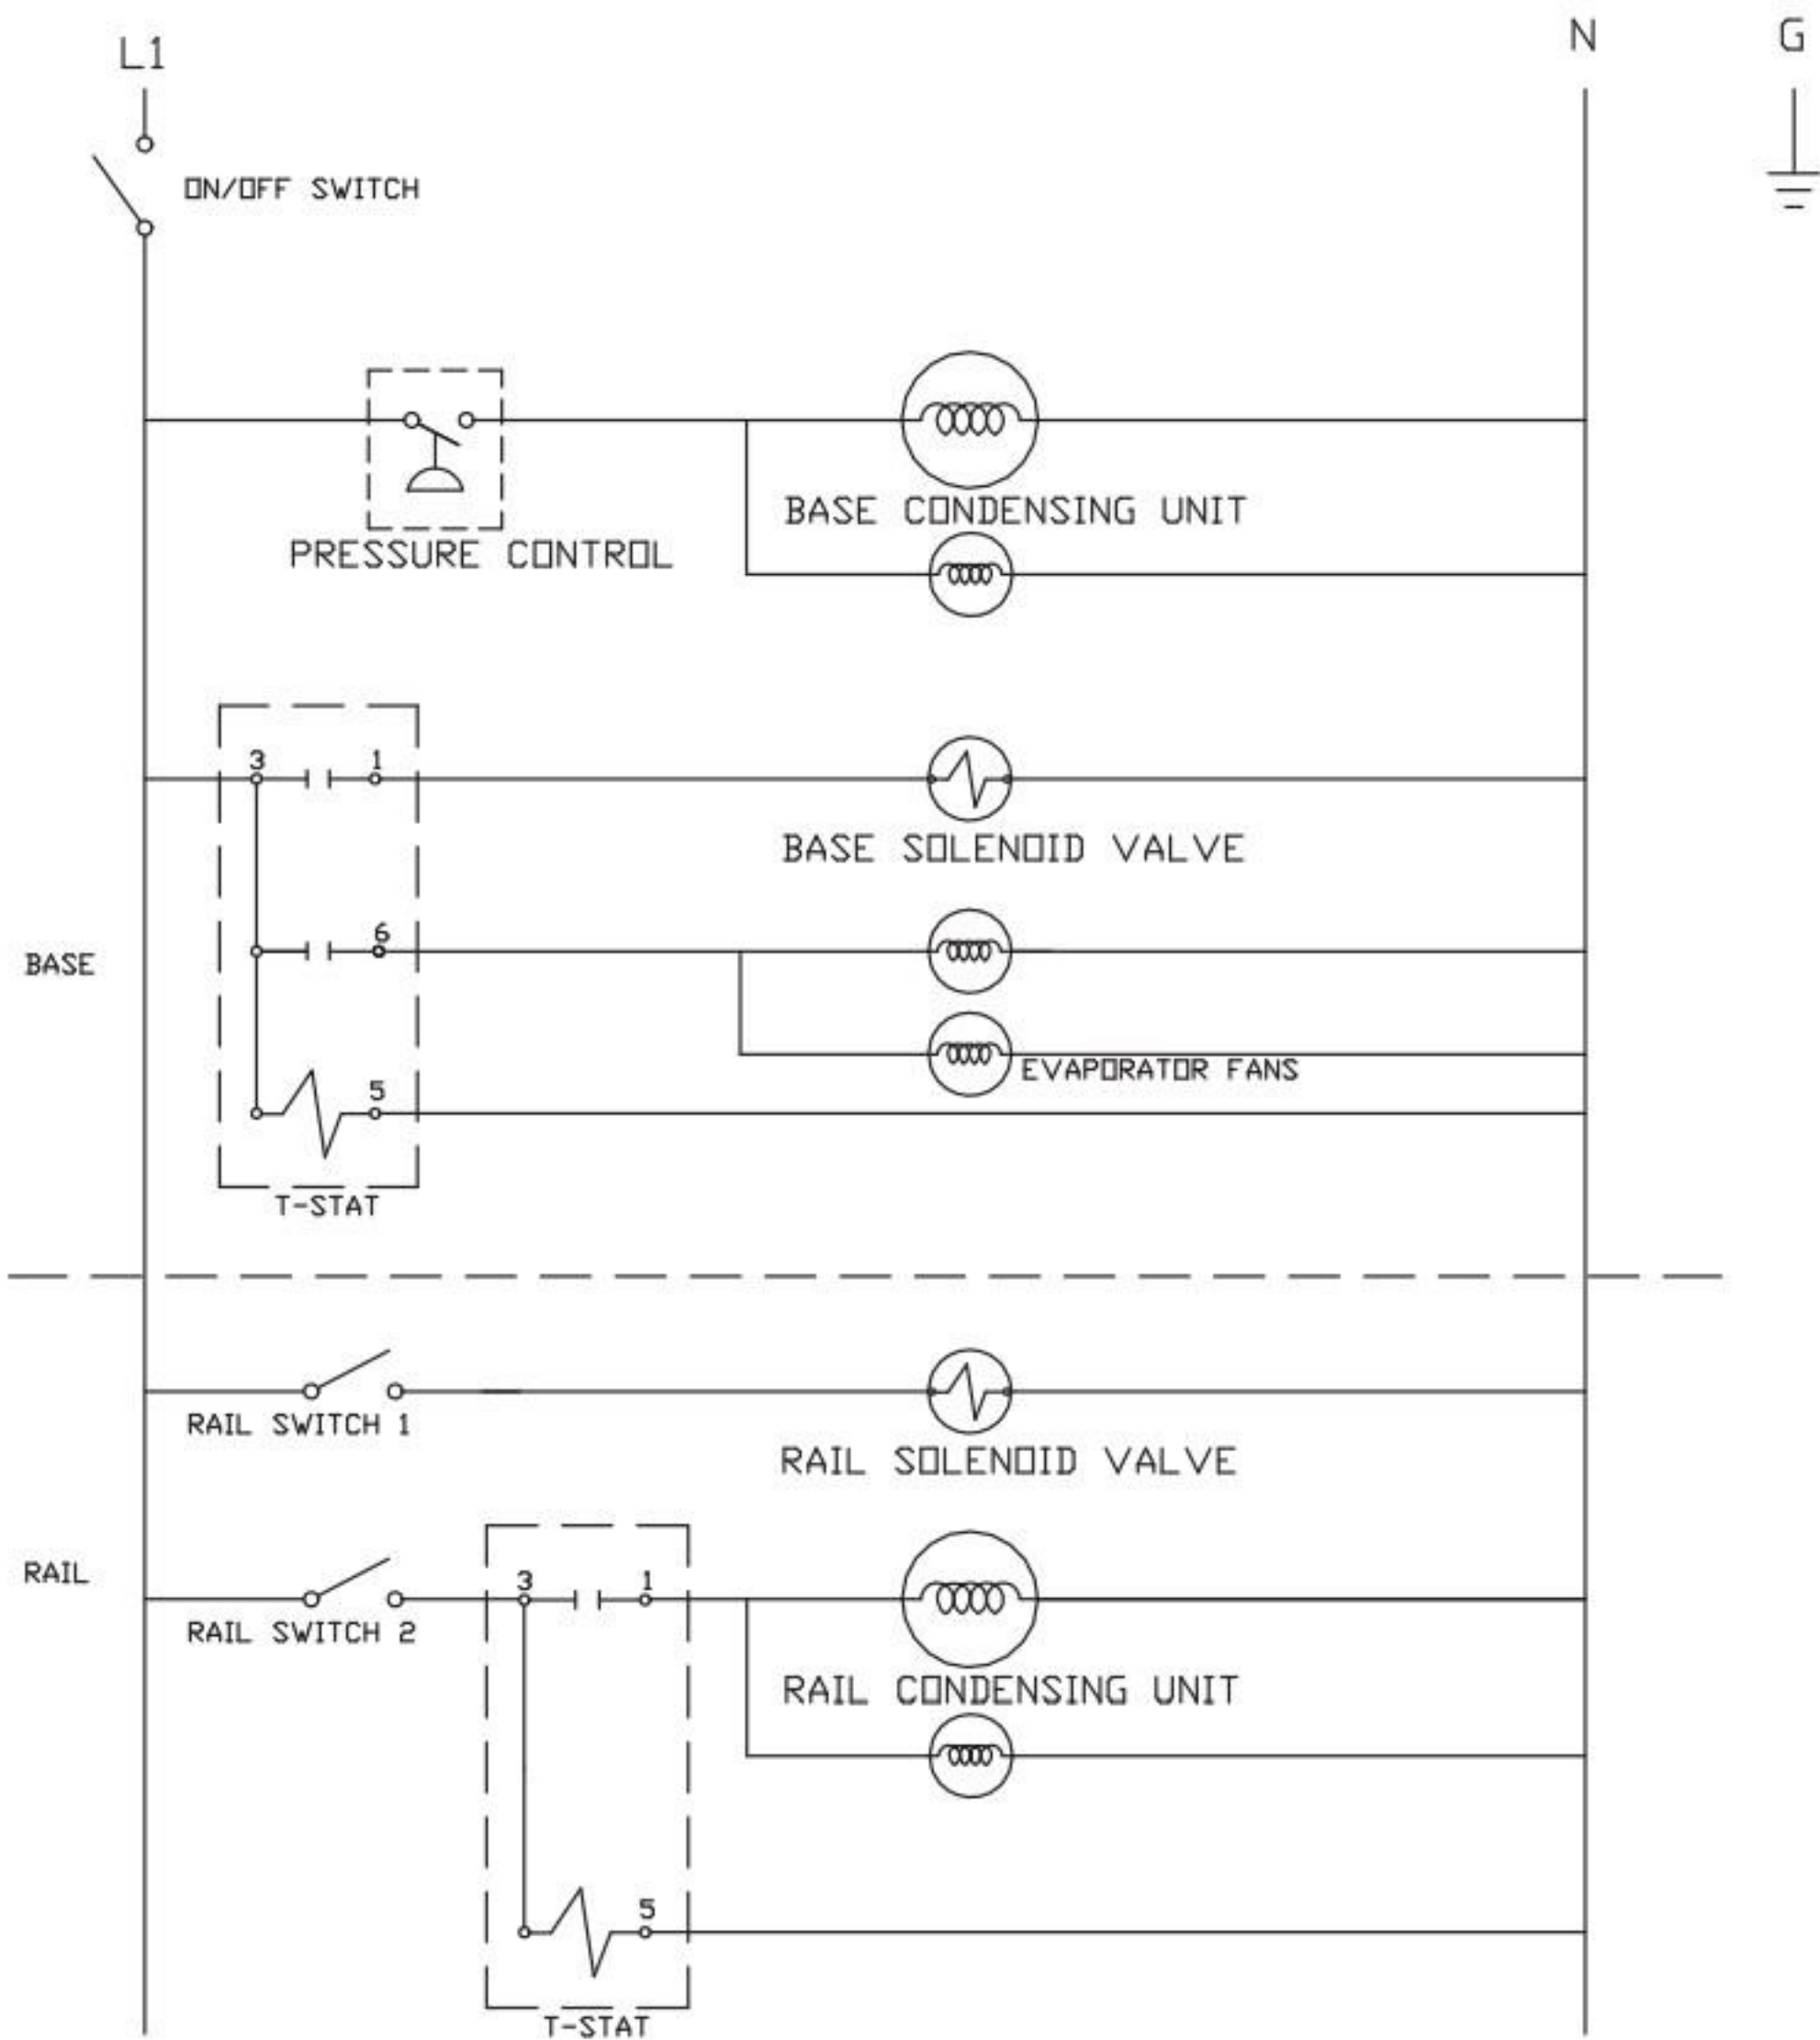 L1
N
G
ON/OFF SWITCH
BASE CONDENSING UNIT
PRESSURE CONTROL
3
1
BASE SOLENOID VALVE
6
BASE
EVAPORATOR FANS
5
T-STAT
RAIL SWITCH 1
RAIL SOLENOID VALVE
RAIL
3
1
RAIL SWITCH 2
RAIL CONDENSING UNIT
5
T-STAT